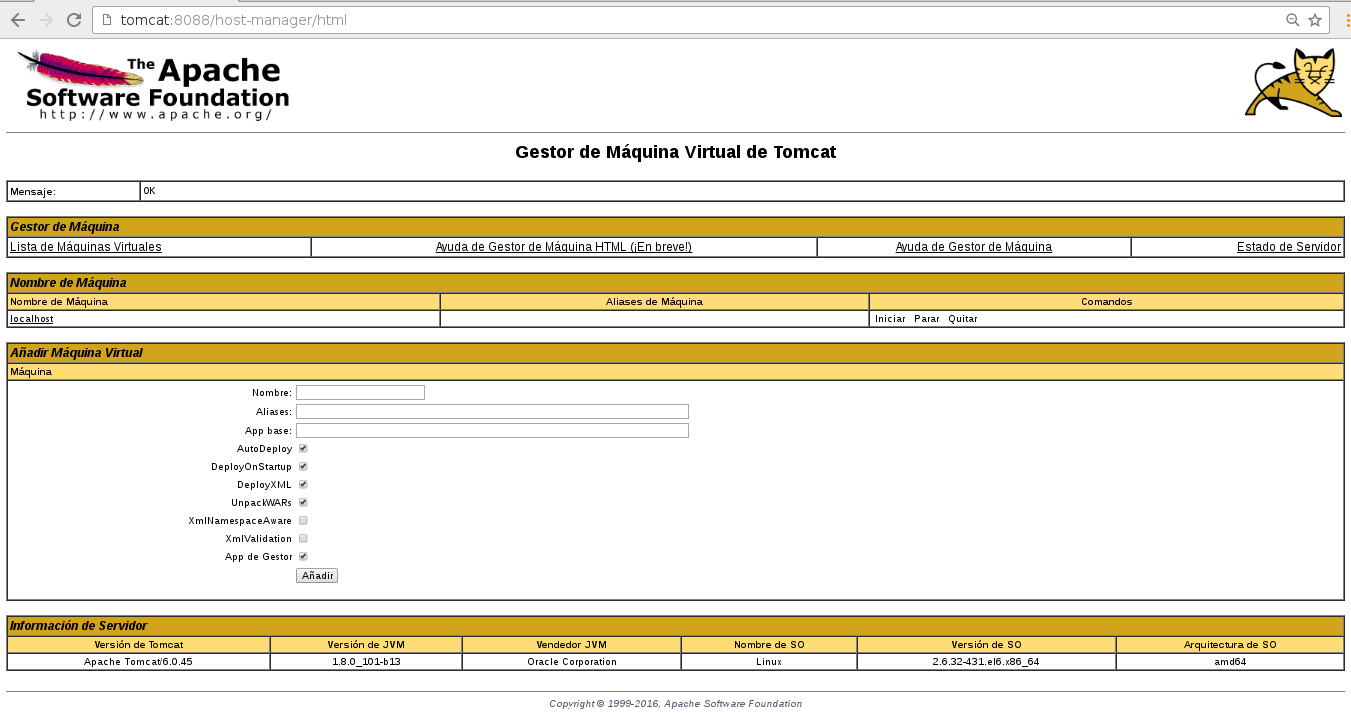 tomcat:8088/host-manager/html
The Apache
Software Foundation
http://www.apache.org/
Gestor de Máquina Virtual de Tomcat
Mensaje: OK
Gestor de Máquina
Lista de Máquinas Virtuales Ayuda de Gestor de Máquina HTML (¡En breve!) Ayuda de Gestor de Máquina Estado de Servidor
Nombre de Máquina
Nombre de Máquina Aliases de Máquina Comandos
localhost Iniciar Parar Quitar
Añadir Máquina Virtual
Máquina
Nombre:
Aliases:
App base:
AutoDeploy
DeployOnStartup
DeployXML
UnpackWARs
XmlNamespaceAware
XmlValidation
App de Gestor
Añadir
Información de Servidor
Versión de Tomcat Versión de JVM Vendedor JVM Nombre de SO Versión de SO Arquitectura de SO
Apache Tomcat/6.0.45 1.8.0_101-b13 Oracle Corporation Linux 2.6.32-431.el6.x86_64 amd64
Copyright © 1999-2016, Apache Software Foundation